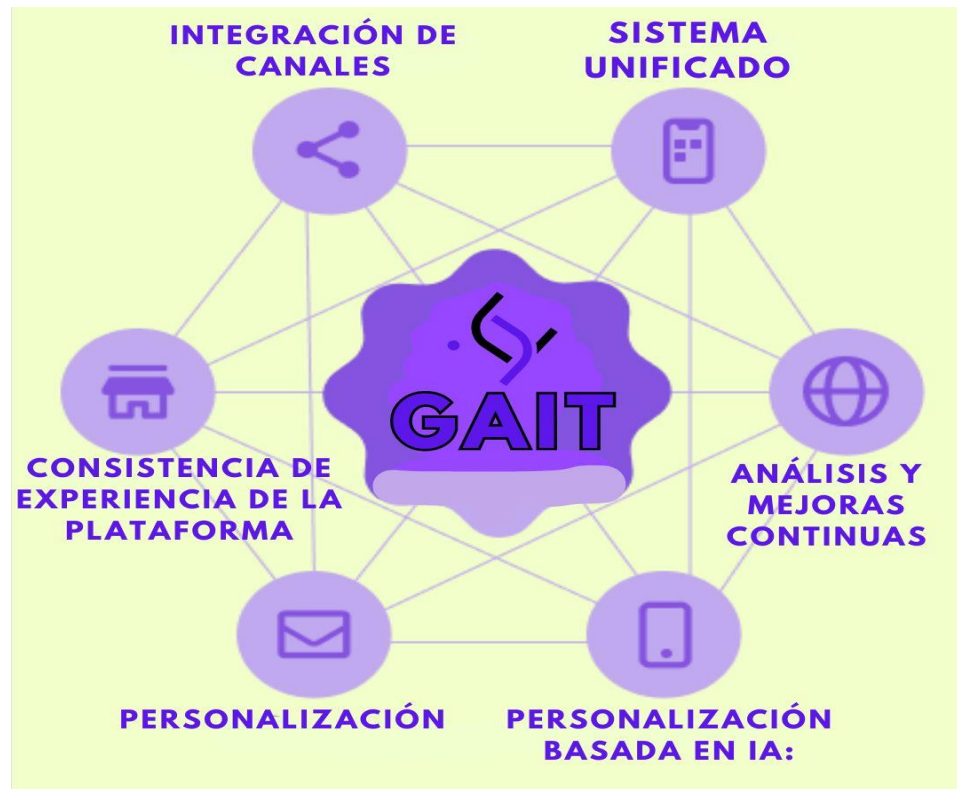 INTEGRACIÓN DE
CANALES
SISTEMA
UNIFICADO
GAIT
CONSISTENCIA DE
EXPERIENCIA DE LA
PLATAFORMA
ANÁLISIS Y
MEJORAS
CONTINUAS
PERSONALIZACIÓN
PERSONALIZACIÓN
BASADA EN IA: